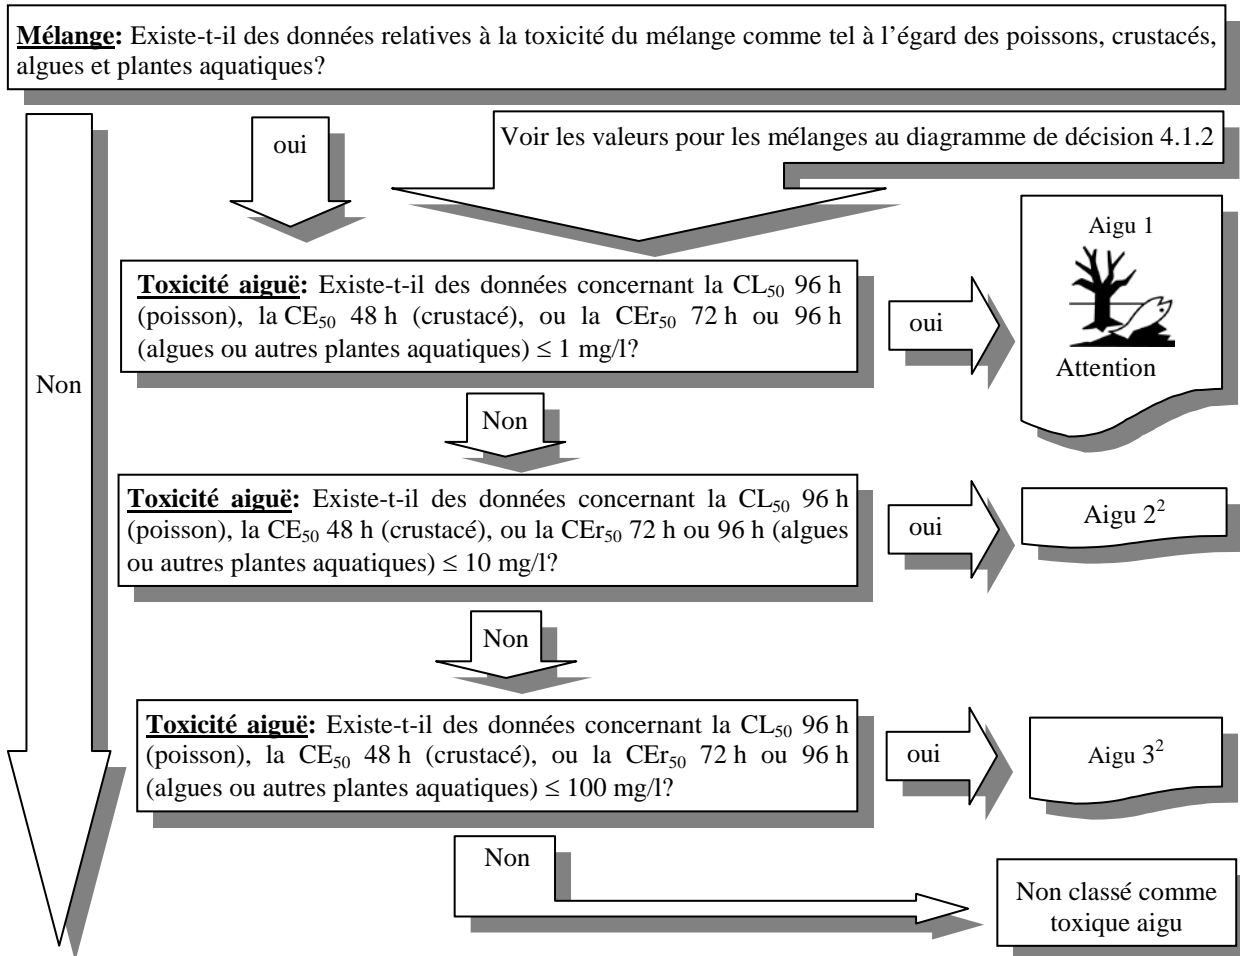 Mélange: Existe-t-il des données relatives à la toxicité du mélange comme tel à l’égard des poissons, crustacés,
algues et plantes aquatiques?
oui
Voir les valeurs pour les mélanges au diagramme de décision 4.1.2
Non
Toxicité aiguë: Existe-t-il des données concernant la CL50 96 h
(poisson), la CE50 48 h (crustacé), ou la CEr50 72 h ou 96 h
(algues ou autres plantes aquatiques) ≤ 1 mg/l?
oui
Aigu 1
Attention
Non
Toxicité aiguë: Existe-t-il des données concernant la CL50 96 h
(poisson), la CE50 48 h (crustacé), ou la CEr50 72 h ou 96 h (algues
ou autres plantes aquatiques) ≤ 10 mg/l?
oui
Aigu 2²
Non
Toxicité aiguë: Existe-t-il des données concernant la CL50 96 h
(poisson), la CE50 48 h (crustacé), ou la CEr50 72 h ou 96 h
(algues ou autres plantes aquatiques) ≤ 100 mg/l?
oui
Aigu 3²
Non
Non classé comme
toxique aigu